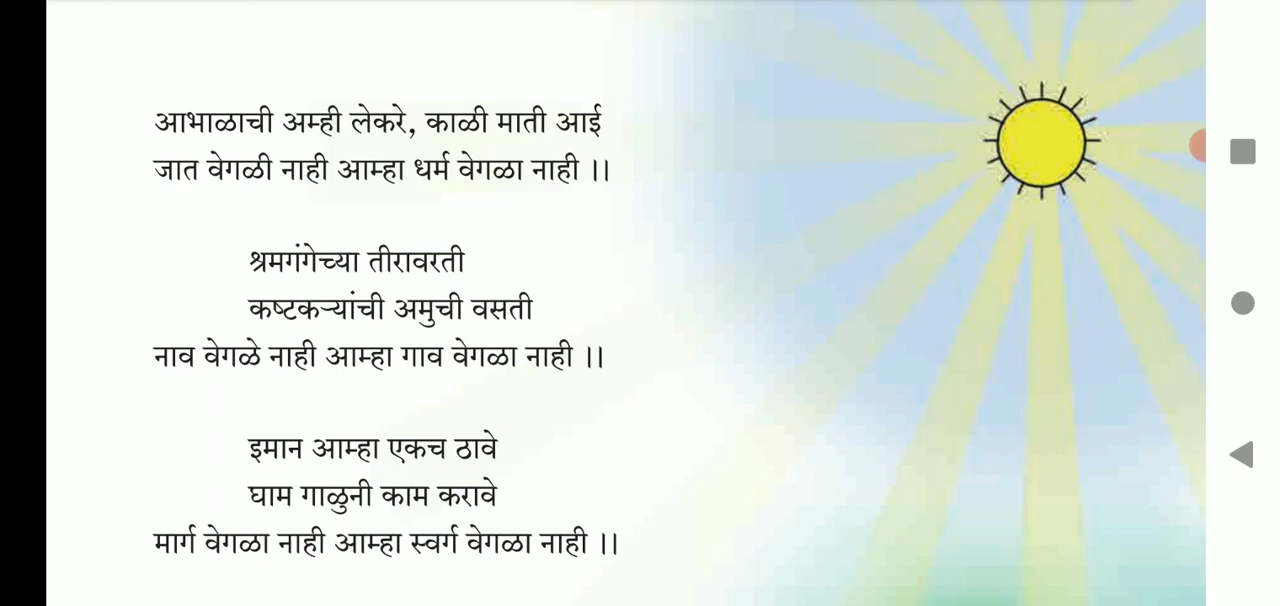 आभाळाची अम्ही लेकरे, काळी माती आई
जात वेगळी नाही आम्हा धर्म वेगळा नाही ।।
श्रमगंगेच्या तीरावरती
कष्टकऱ्यांची अमुची वसती
नाव वेगळे नाही आम्हा गाव वेगळा नाही ।।
इमान आम्हा एकच ठावे
घाम गाळुनी काम करावे
मार्ग वेगळा नाही आम्हा स्वर्ग वेगळा नाही ।।